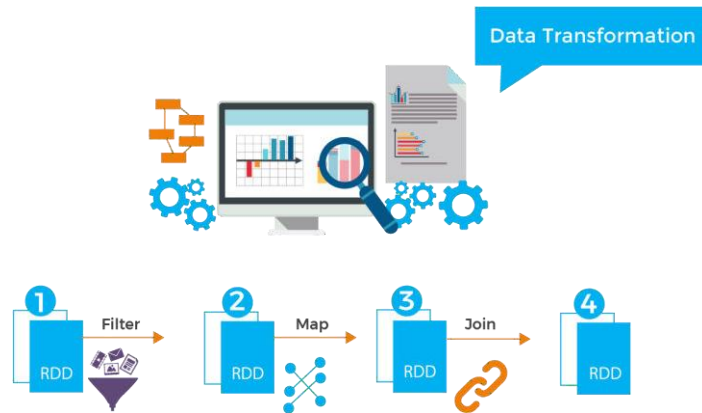 Data Transformation
1 2 3 4
Filter Map Join
RDD RDD RDD RDD